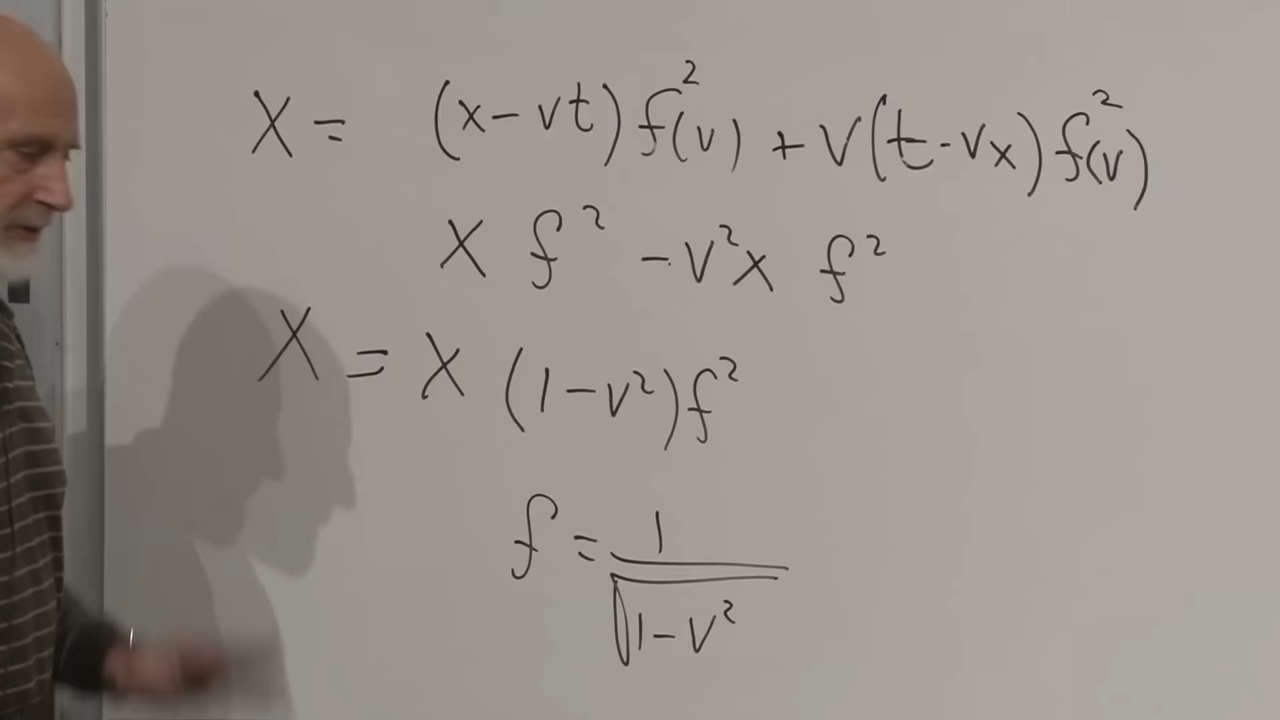 X = (x - vt) f²(v) + v(t - vx) f²(v)
x f² - v²x f²
X = X (1 - v²) f²
f = 1/√(1 - v²)